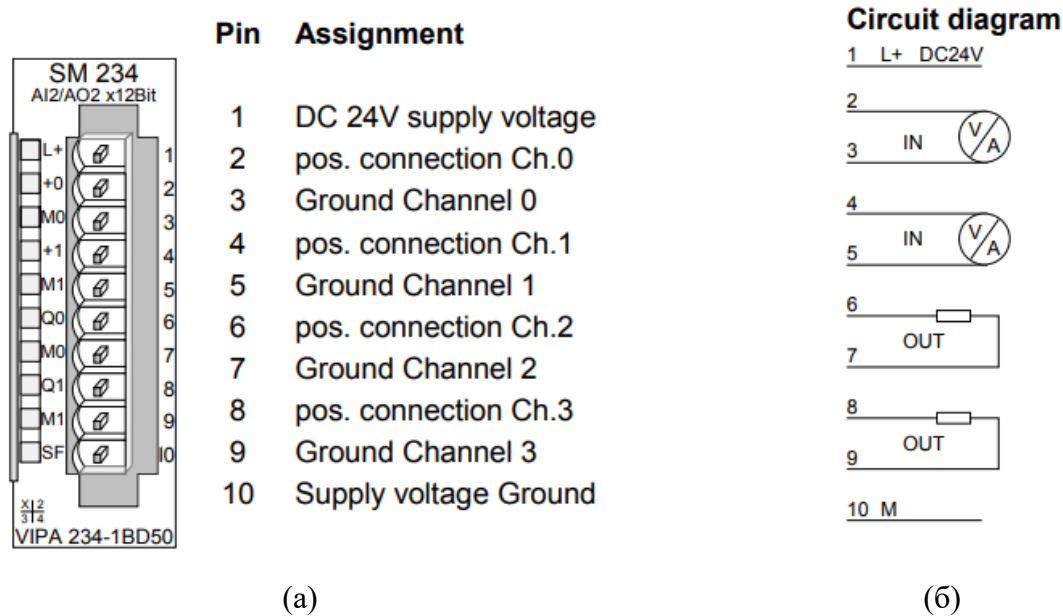 SM 234
AI2/AO2 x12Bit
L+ 1
+0 2
M0 3
+1 4
M1 5
Q0 6
M0 7
Q1 8
M1 9
SF I0
X 2
3 4
VIPA 234-1BD50
Pin Assignment
1 DC 24V supply voltage
2 pos. connection Ch.0
3 Ground Channel 0
4 pos. connection Ch.1
5 Ground Channel 1
6 pos. connection Ch.2
7 Ground Channel 2
8 pos. connection Ch.3
9 Ground Channel 3
10 Supply voltage Ground
Circuit diagram
1 L+ DC24V
2
IN V/A
3
4
IN V/A
5
6
OUT
7
8
OUT
9
10 M
(а)
(б)